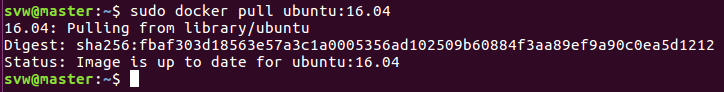 svw@master:~$ sudo docker pull ubuntu:16.04
16.04: Pulling from library/ubuntu
Digest: sha256:fbaf303d18563e57a3c1a0005356ad102509b60884f3aa89ef9a90c0ea5d1212
Status: Image is up to date for ubuntu:16.04
svw@master:~$